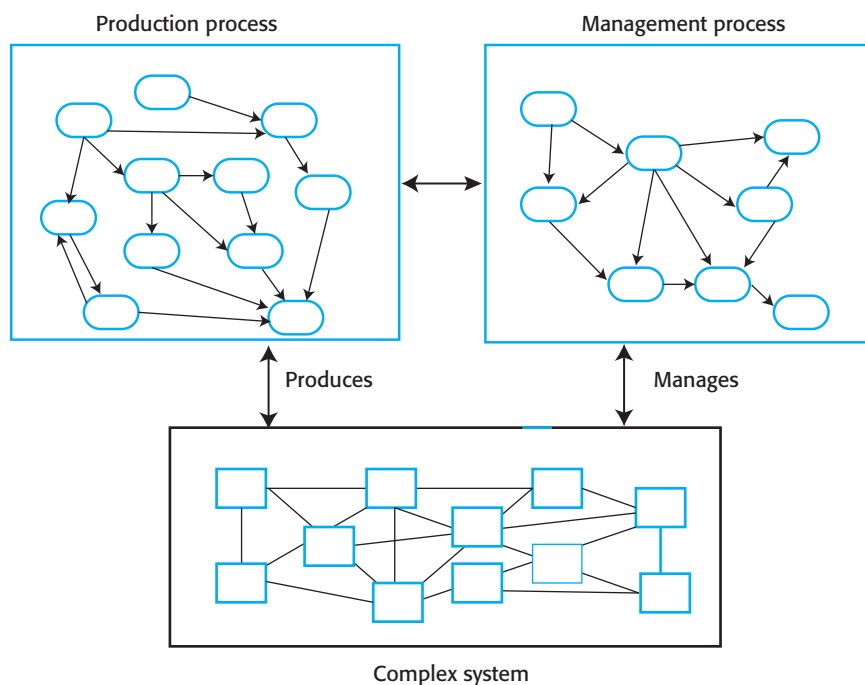 Production process
Management process
Produces
Manages
Complex system